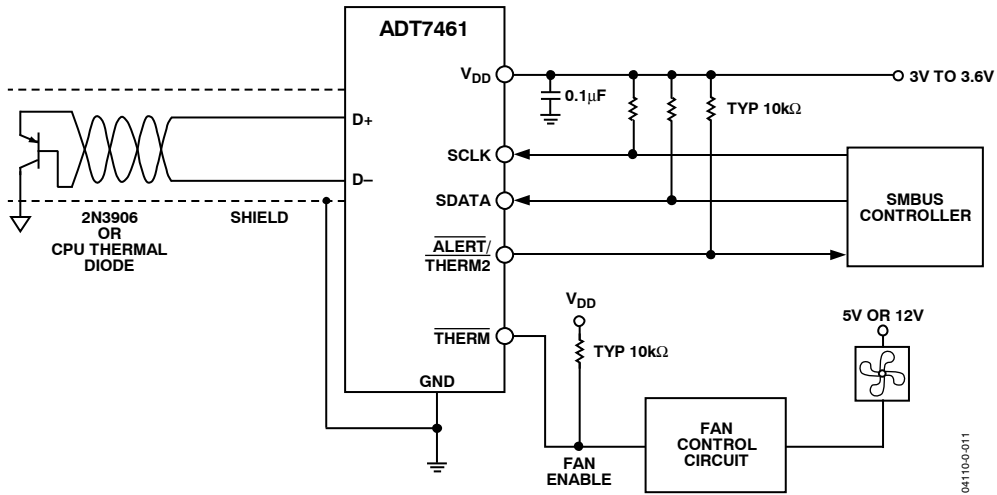 ADT7461
VDD
3V TO 3.6V
0.1μF
TYP 10kΩ
D+
SCLK
D–
SDATA
SMBUS
CONTROLLER
2N3906
OR
CPU THERMAL
DIODE
SHIELD
ALERT/
THERM2
VDD
5V OR 12V
THERM
TYP 10kΩ
GND
FAN
CONTROL
CIRCUIT
FAN
ENABLE
04110-0-011